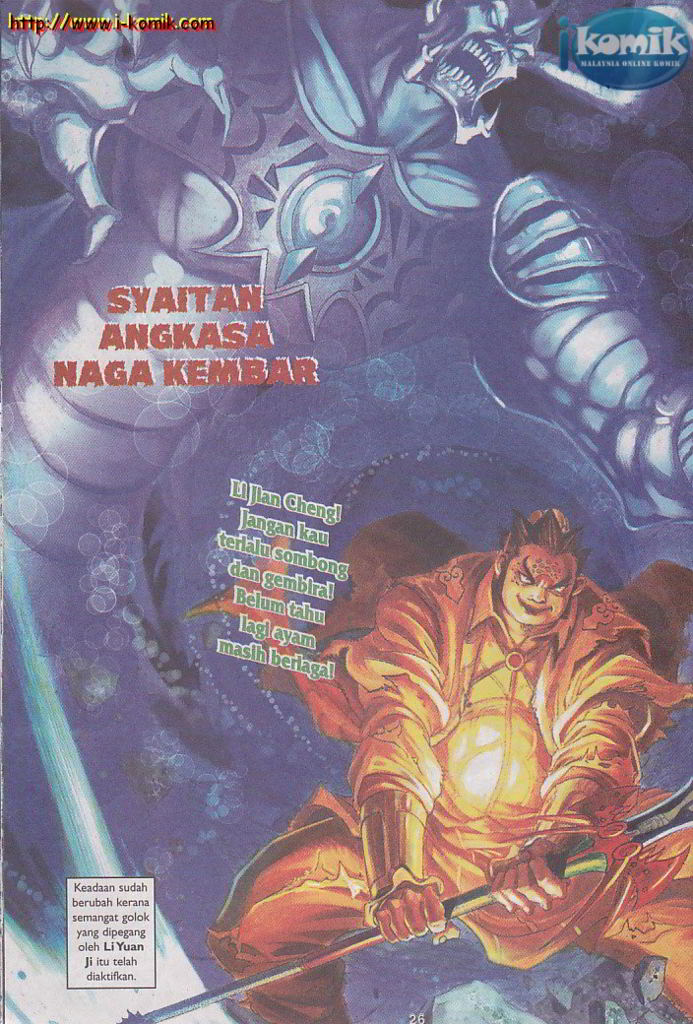 http://www.i-komik.com
iKomik
MALAYSIA ONLINE KOMIK
SYAITAN
ANGKASA
NAGA KEMBAR
Li Jian Cheng!
Jangan kau
terlalu sombong
dan gembira!
Belum tahu
lagi ayam
masih berlaga!
Keadaan sudah
berubah kerana
semangat golok
yang dipegang
oleh Li Yuan
Ji itu telah
diaktifkan.
26